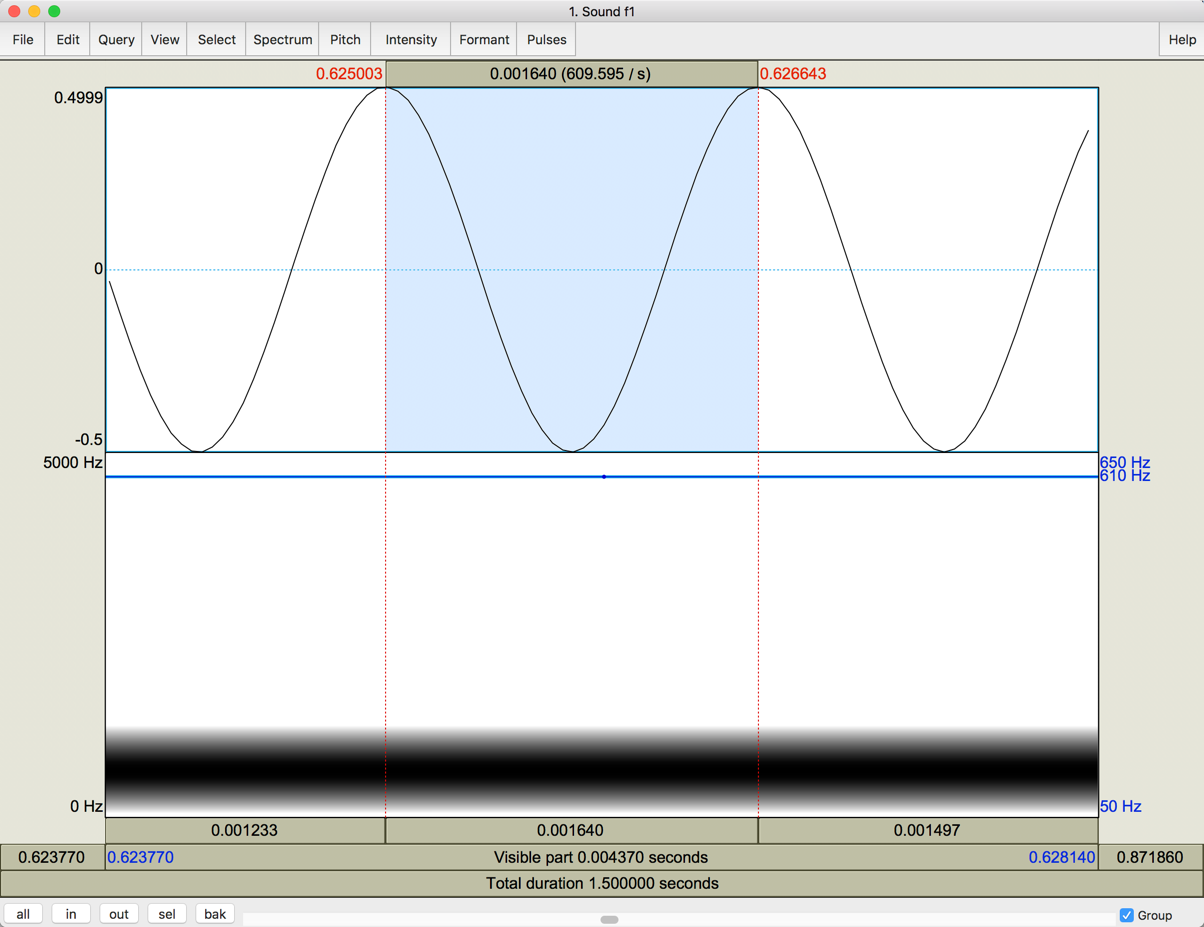 1. Sound f1
File Edit Query View Select Spectrum Pitch Intensity Formant Pulses Help
0.625003 0.001640 (609.595 / s) 0.626643
0.4999
0
-0.5
5000 Hz 650 Hz
610 Hz
0 Hz 50 Hz
0.001233 0.001640 0.001497
0.623770 0.623770 Visible part 0.004370 seconds 0.628140 0.871860
Total duration 1.500000 seconds
all in out sel bak Group